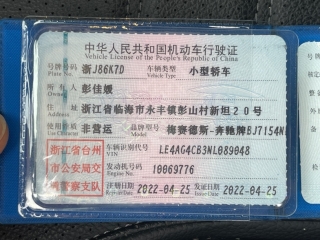 中华人民共和国机动车行驶证
Vehicle License of the People's Republic of China
号牌号码 浙J86K7D 车辆类型 小型轿车
Plate No. Vehicle Type
所有人 彭佳媛
Owner
住址 浙江省临海市永丰镇彭山村新坦20号
Address
使用性质 非营运 品牌型号 梅赛德斯-奔驰牌BJ7154N
Use Character Model
浙江省台州市公安局交通警察支队
车辆识别代号 LE4AG4CB3NL089048
VIN
发动机号码 10069776
Engine No.
注册日期 2022-04-25 发证日期 2022-04-25
Register Date Issue Date